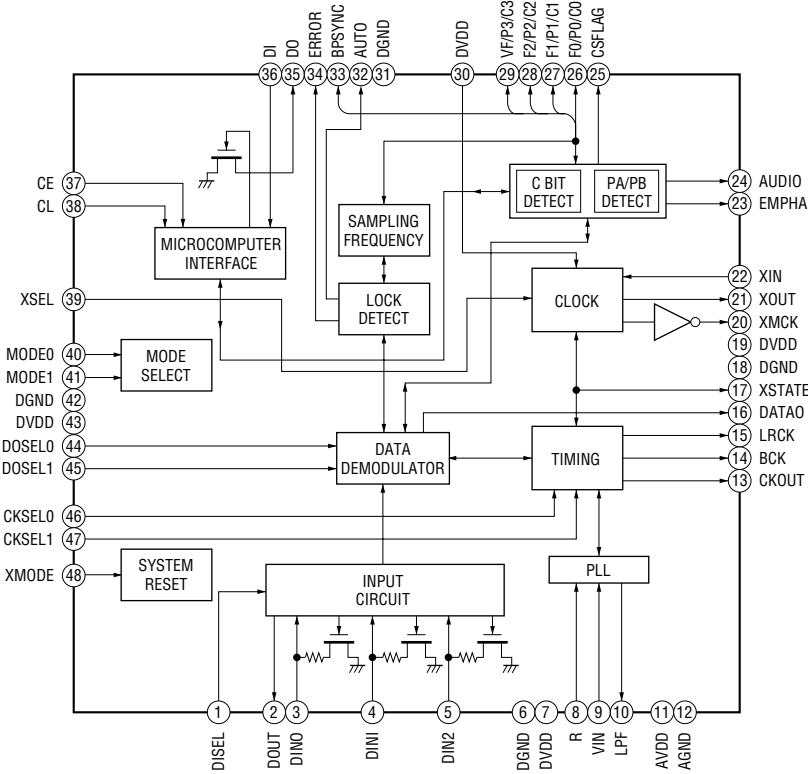 DI
DO
ERROR
BPSYNC
AUTO
DGND
DVDD
VF/P3/C3
F2/P2/C2
F1/P1/C1
F0/P0/C0
CSFLAG
36
35
34
33
32
31
30
29
28
27
26
25
CE 37
CL 38
XSEL 39
MODE0 40
MODE1 41
DGND 42
DVDD 43
DOSEL0 44
DOSEL1 45
CKSEL0 46
CKSEL1 47
XMODE 48
MICROCOMPUTER
INTERFACE
SAMPLING
FREQUENCY
LOCK
DETECT
C BIT
DETECT
PA/PB
DETECT
CLOCK
MODE
SELECT
DATA
DEMODULATOR
TIMING
SYSTEM
RESET
INPUT
CIRCUIT
PLL
24 AUDIO
23 EMPHA
22 XIN
21 XOUT
20 XMCK
19 DVDD
18 DGND
17 XSTATE
16 DATAO
15 LRCK
14 BCK
13 CKOUT
1
2
3
4
5
6
7
8
9
10
11
12
DISEL
DOUT
DINO
DINI
DIN2
DGND
DVDD
R
VIN
LPF
AVDD
AGND